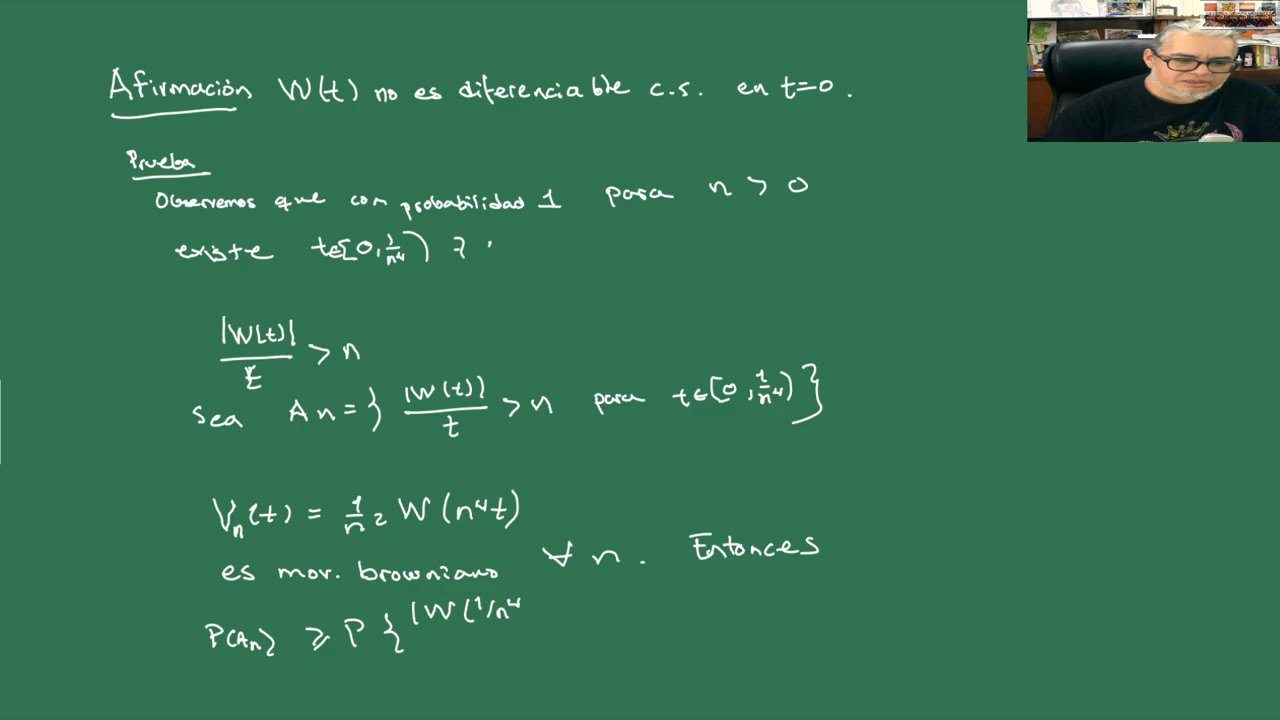 Afirmación W(t) no es diferenciable c.s. en t=0.
Prueba
Observemos que con probabilidad 1 para n > 0
existe t∈[0, 1/n⁴)
|W(t)|/t > n
Sea An = { |W(t)|/t > n para t∈[0, 1/n⁴) }
Vn(t) = 1/n² W(n⁴t)
es mov. browniano ∀ n. Entonces
P(An) ≥ P { |W(1/n⁴